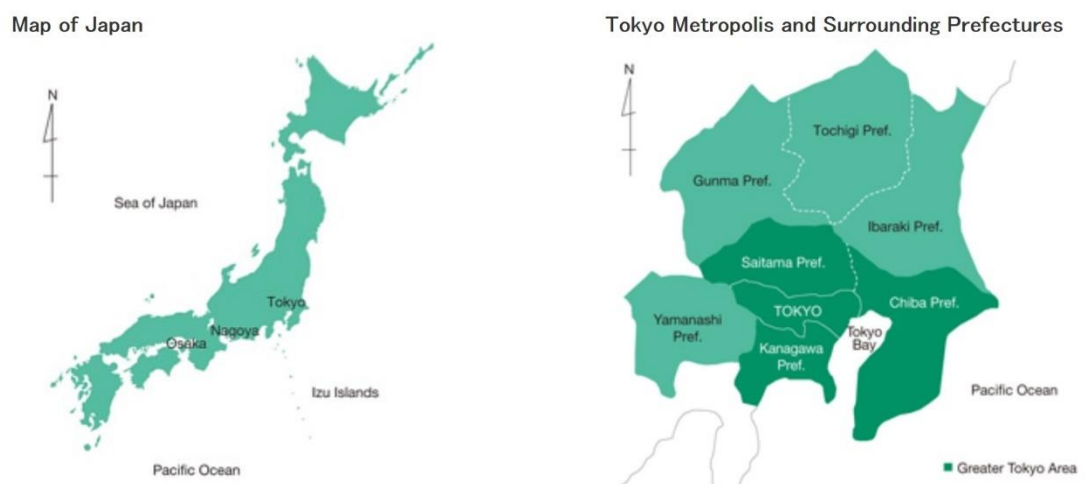 Map of Japan
N
Sea of Japan
Tokyo
Nagoya
Osaka
Izu Islands
Pacific Ocean
Tokyo Metropolis and Surrounding Prefectures
N
Tochigi Pref.
Gunma Pref.
Ibaraki Pref.
Saitama Pref.
Chiba Pref.
TOKYO
Yamanashi
Pref.
Tokyo
Bay
Kanagawa
Pref.
Pacific Ocean
Greater Tokyo Area